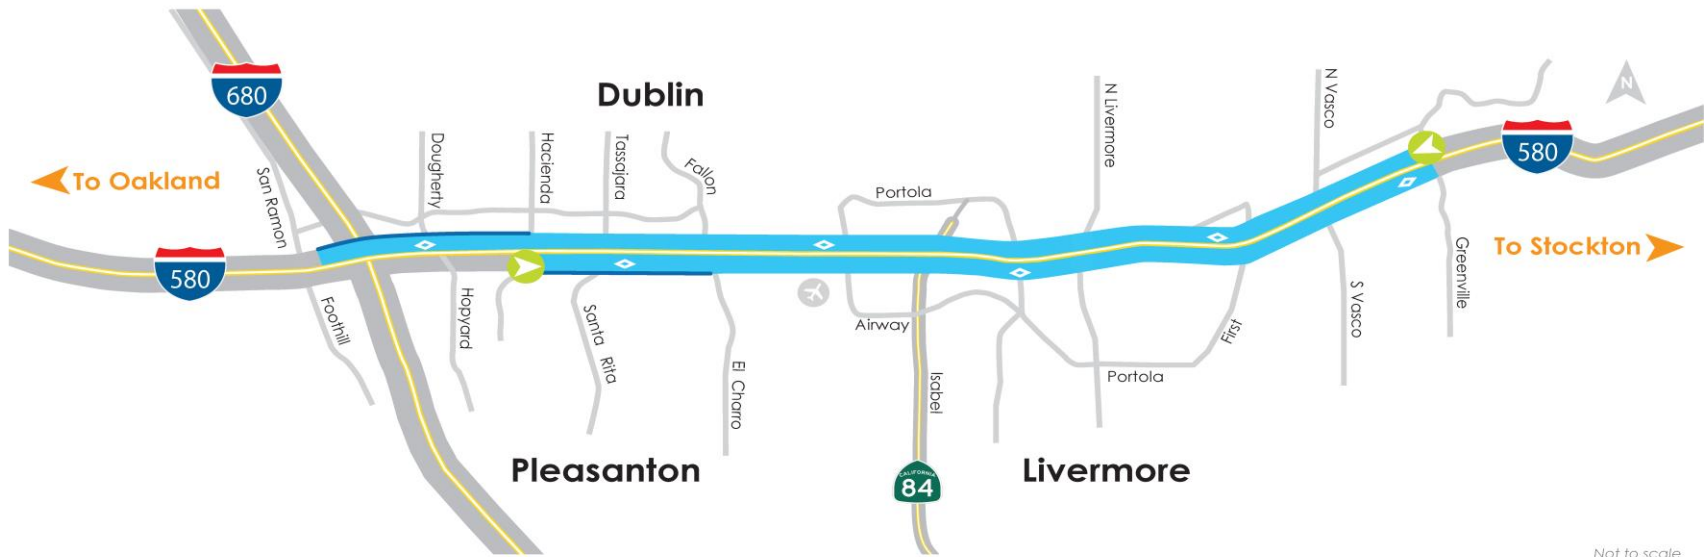 680
Dublin
N Livermore
N Vasco
N
580
Dougherty
Hacienda
Tassajara
Fallon
To Oakland
San Ramon
Portola
580
Foothill
Hopyard
Santa Rita
El Charro
Airway
Isabel
First
Portola
S Vasco
Greenville
To Stockton
Pleasanton
CALIFORNIA
84
Livermore
Not to scale